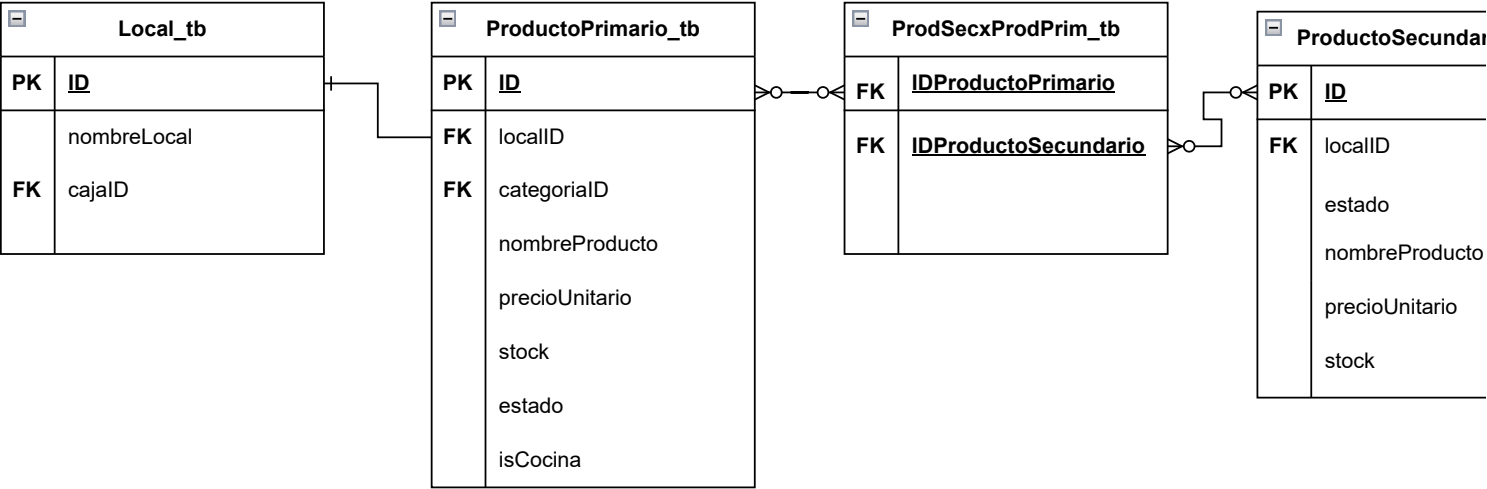 Local_tb
PK ID
nombreLocal
FK cajaID
ProductoPrimario_tb
PK ID
FK localID
FK categoriaID
nombreProducto
precioUnitario
stock
estado
isCocina
ProdSecxProdPrim_tb
FK IDProductoPrimario
FK IDProductoSecundario
PK ID
FK localID
estado
nombreProducto
precioUnitario
stock